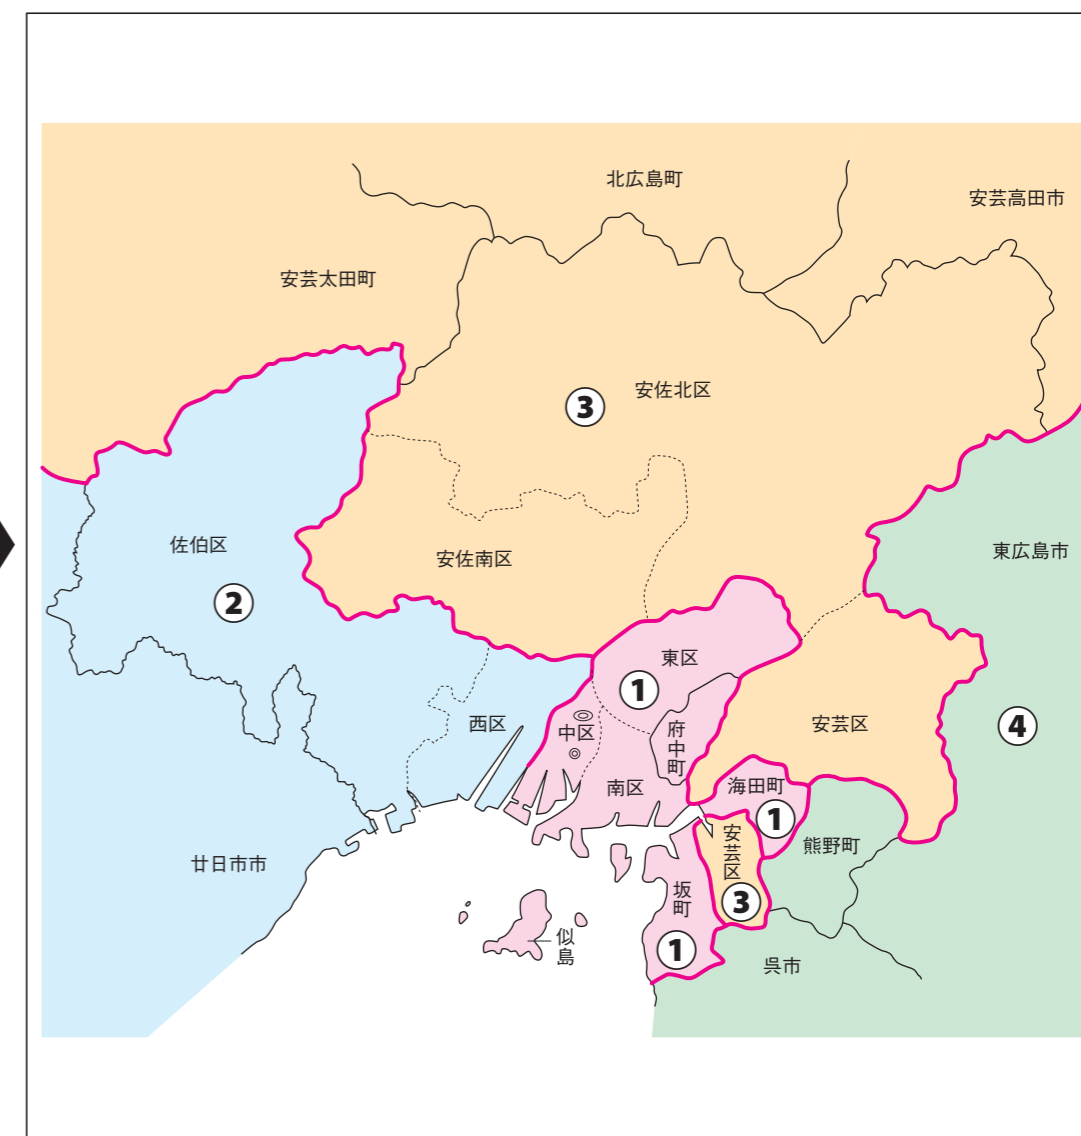 北広島町
安芸高田市
安芸太田町
安佐北区
3
佐伯区
2
安佐南区
東広島市
東区
1
西区
中区
府中町
安芸区
4
南区
海田町
1
安芸区
3
熊野町
廿日市市
坂町
1
似島
呉市